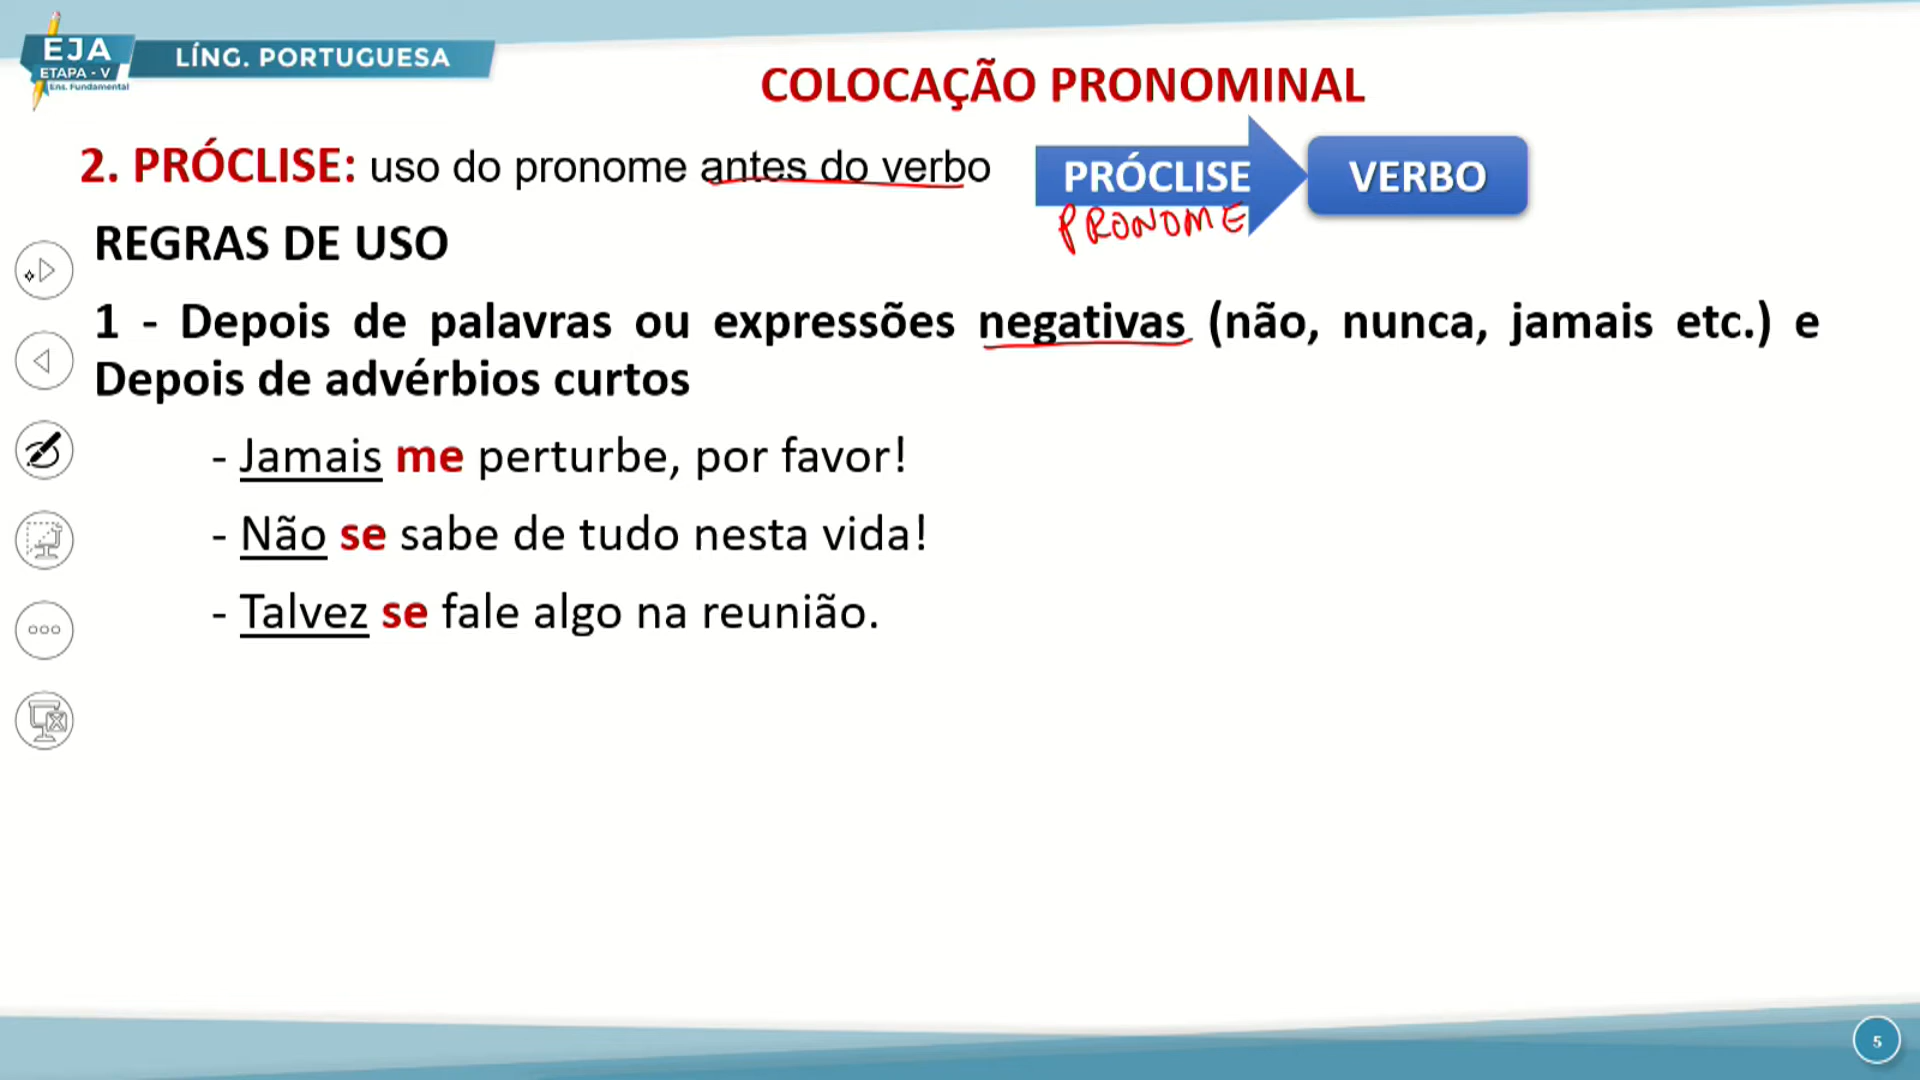 EJA
ETAPA - V
Ens. Fundamental
LÍNG. PORTUGUESA
COLOCAÇÃO PRONOMINAL
2. PRÓCLISE: uso do pronome antes do verbo
PRÓCLISE
VERBO
PRONOME
REGRAS DE USO
1 - Depois de palavras ou expressões negativas (não, nunca, jamais etc.) e
Depois de advérbios curtos
- Jamais me perturbe, por favor!
- Não se sabe de tudo nesta vida!
- Talvez se fale algo na reunião.
5